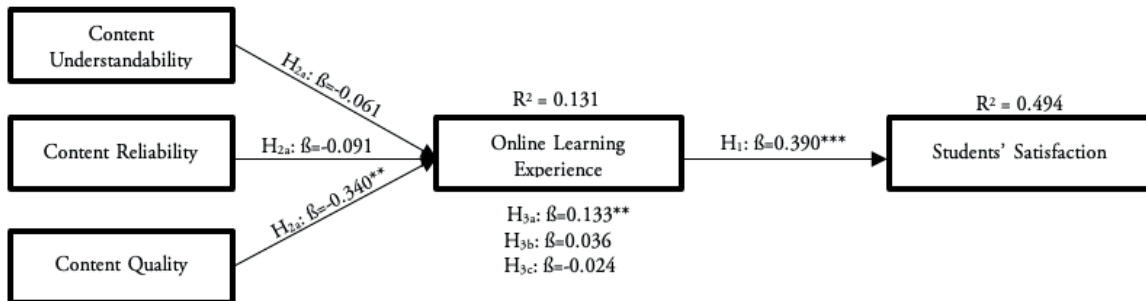 Content
Understandability
H₂ₐ: ß=-0.061
R² = 0.131
R² = 0.494
Content Reliability
H₂ₐ: ß=-0.091
Online Learning
Experience
H₁: ß=0.390***
Students’ Satisfaction
H₂ₐ: ß=-0.340**
Content Quality
H₃ₐ: ß=0.133**
H₃b: ß=0.036
H₃c: ß=-0.024